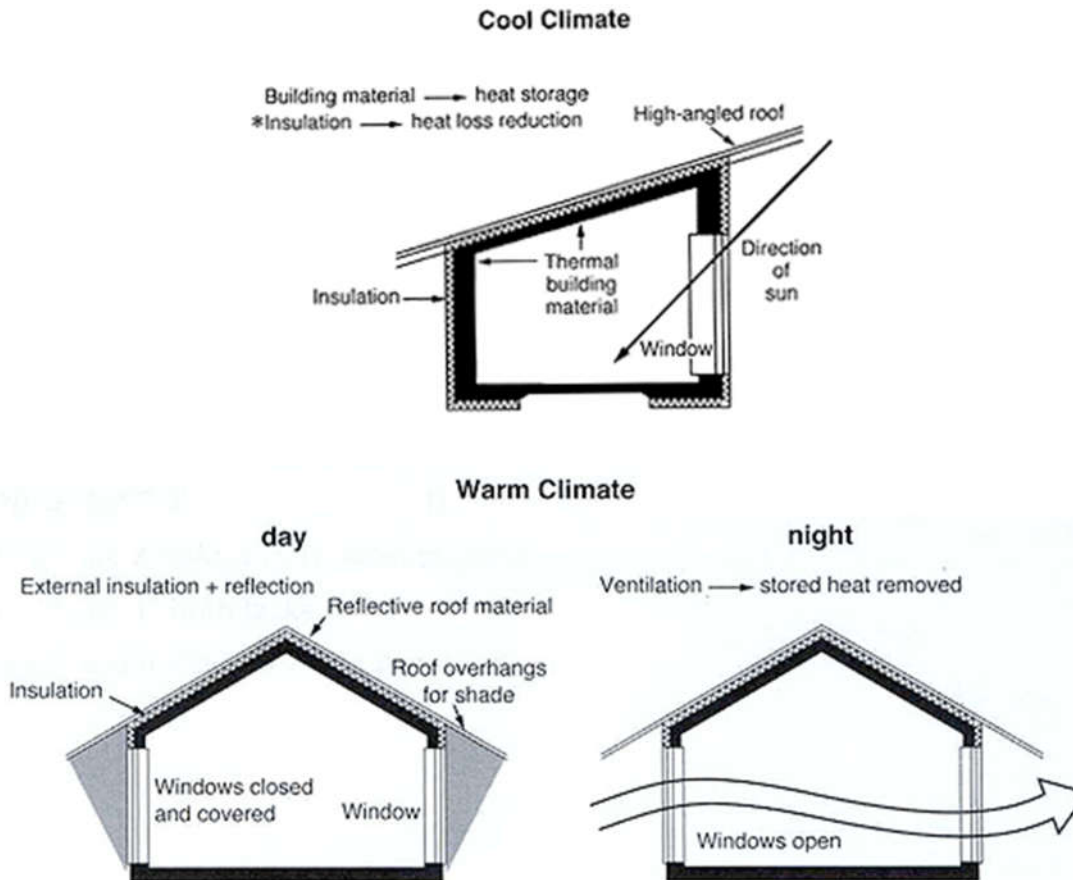 Cool Climate
Building material → heat storage
*Insulation → heat loss reduction
High-angled roof
Thermal
building
material
Direction
of
sun
Insulation
Window
Warm Climate
day
External insulation + reflection
Reflective roof material
Roof overhangs
for shade
Insulation
Windows closed
and covered
Window
night
Ventilation → stored heat removed
Windows open